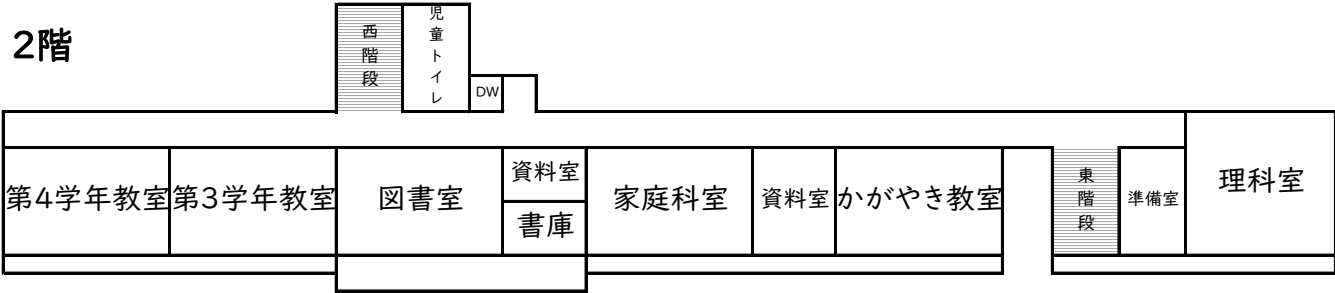 2階
西階段
児童トイレ
DW
第4学年教室
第3学年教室
図書室
資料室
書庫
家庭科室
資料室
かがやき教室
東階段
準備室
理科室